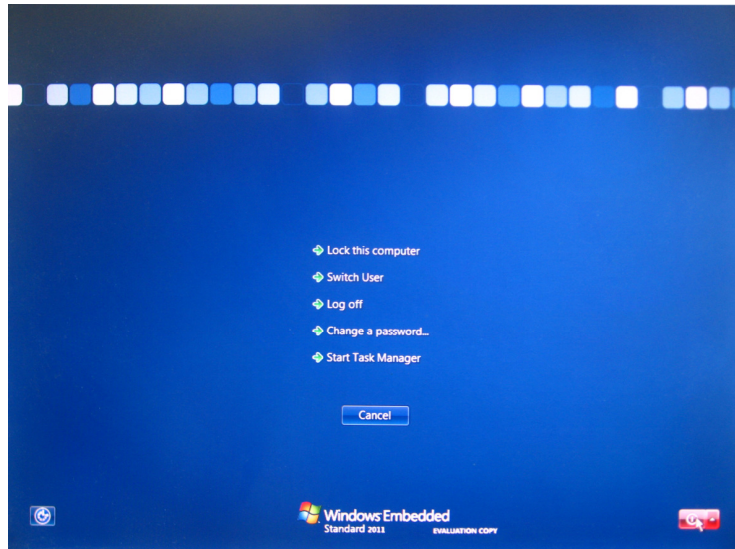 Lock this computer
Switch User
Log off
Change a password...
Start Task Manager
Cancel
Windows Embedded
Standard 2011
EVALUATION COPY